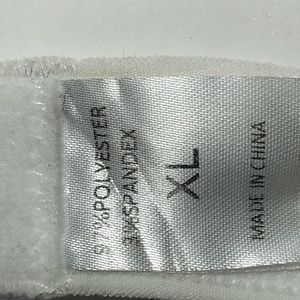 97%POLYESTER
3%SPANDEX
XL
MADE IN CHINA